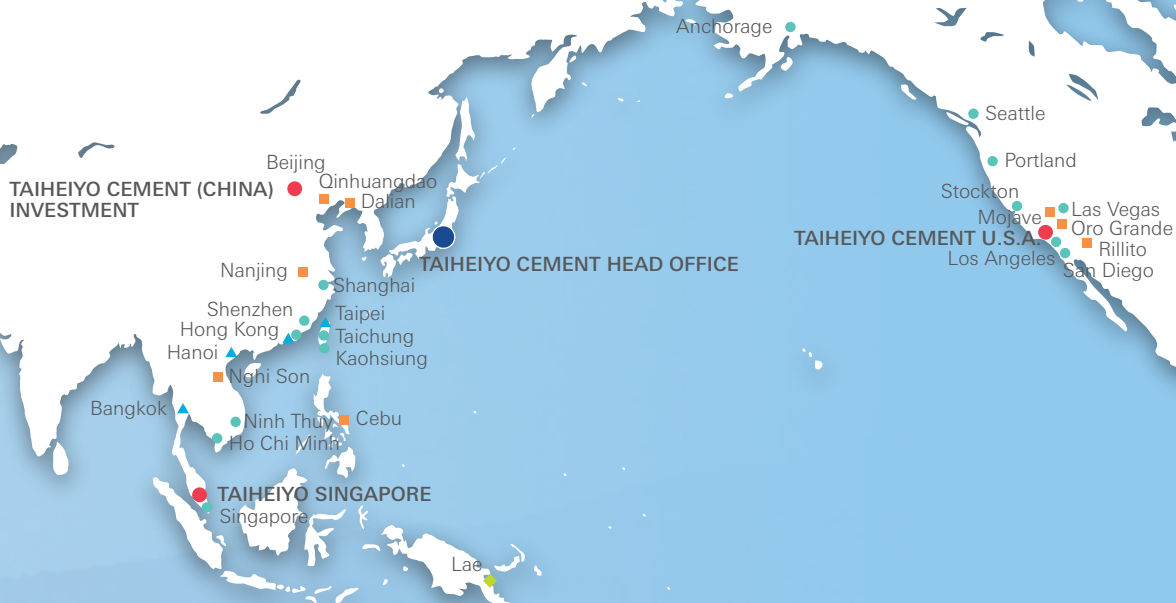 Anchorage
Seattle
Portland
Beijing
Qinhuangdao
TAIHEIYO CEMENT (CHINA)
INVESTMENT
Dalian
Stockton
Las Vegas
Mojave
Oro Grande
TAIHEIYO CEMENT U.S.A.
Rillito
Los Angeles
San Diego
TAIHEIYO CEMENT HEAD OFFICE
Nanjing
Shanghai
Shenzhen
Taipei
Hong Kong
Taichung
Hanoi
Kaohsiung
Nghi Son
Bangkok
Ninh Thuy
Cebu
Ho Chi Minh
TAIHEIYO SINGAPORE
Singapore
Lae